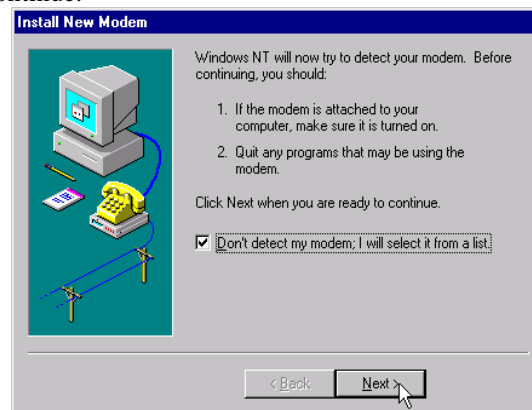 Install New Modem
Windows NT will now try to detect your modem. Before
continuing, you should:
1. If the modem is attached to your
computer, make sure it is turned on.
2. Quit any programs that may be using the
modem.
Click Next when you are ready to continue.
Don't detect my modem; I will select it from a list.
< Back
Next >